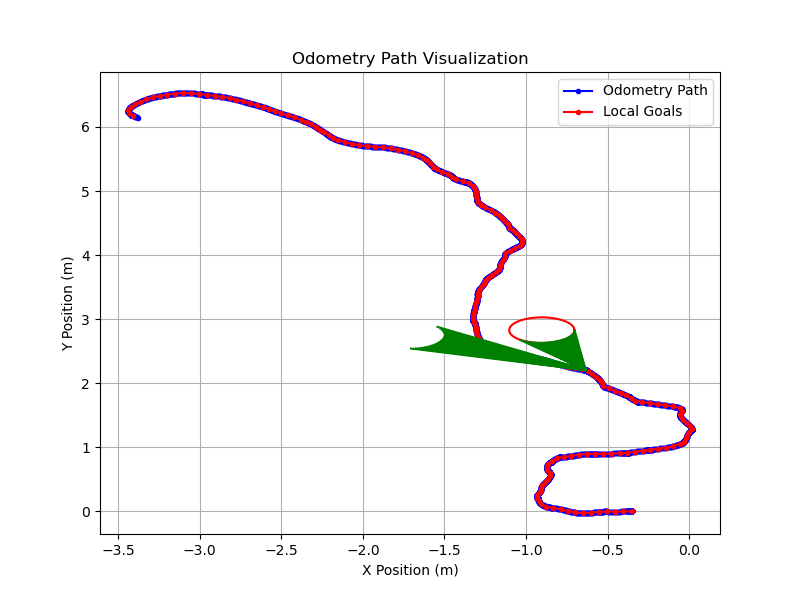 Odometry Path Visualization
Odometry Path
Local Goals
Y Position (m)
6
5
4
3
2
1
0
−3.5 −3.0 −2.5 −2.0 −1.5 −1.0 −0.5 0.0
X Position (m)